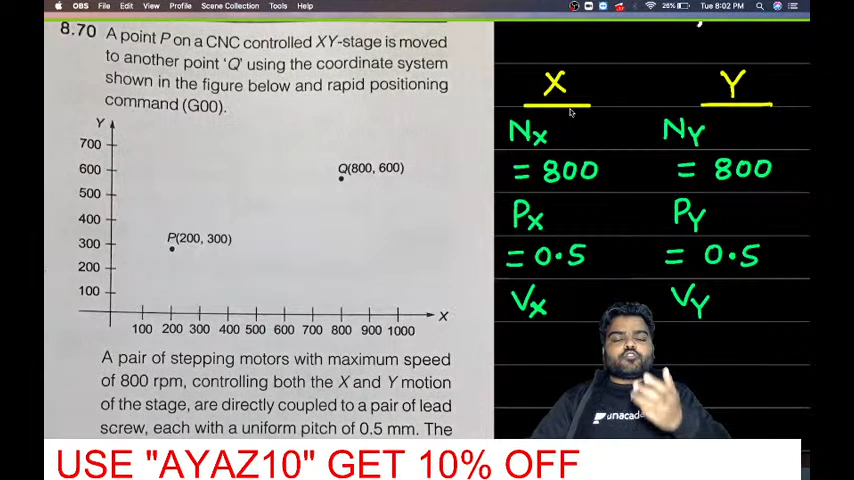 OBS File Edit View Profile Scene Collection Tools Help
26% Tue 8:02 PM
8.70 A point P on a CNC controlled XY-stage is moved
to another point 'Q' using the coordinate system
shown in the figure below and rapid positioning
command (G00).
Y
700
600
500
400
300
200
100
Q(800, 600)
P(200, 300)
100 200 300 400 500 600 700 800 900 1000
X
A pair of stepping motors with maximum speed
of 800 rpm, controlling both the X and Y motion
of the stage, are directly coupled to a pair of lead
screw, each with a uniform pitch of 0.5 mm. The
X Y
Nx Ny
= 800 = 800
Px Py
= 0.5 = 0.5
Vx Vy
unacade
USE "AYAZ10" GET 10% OFF